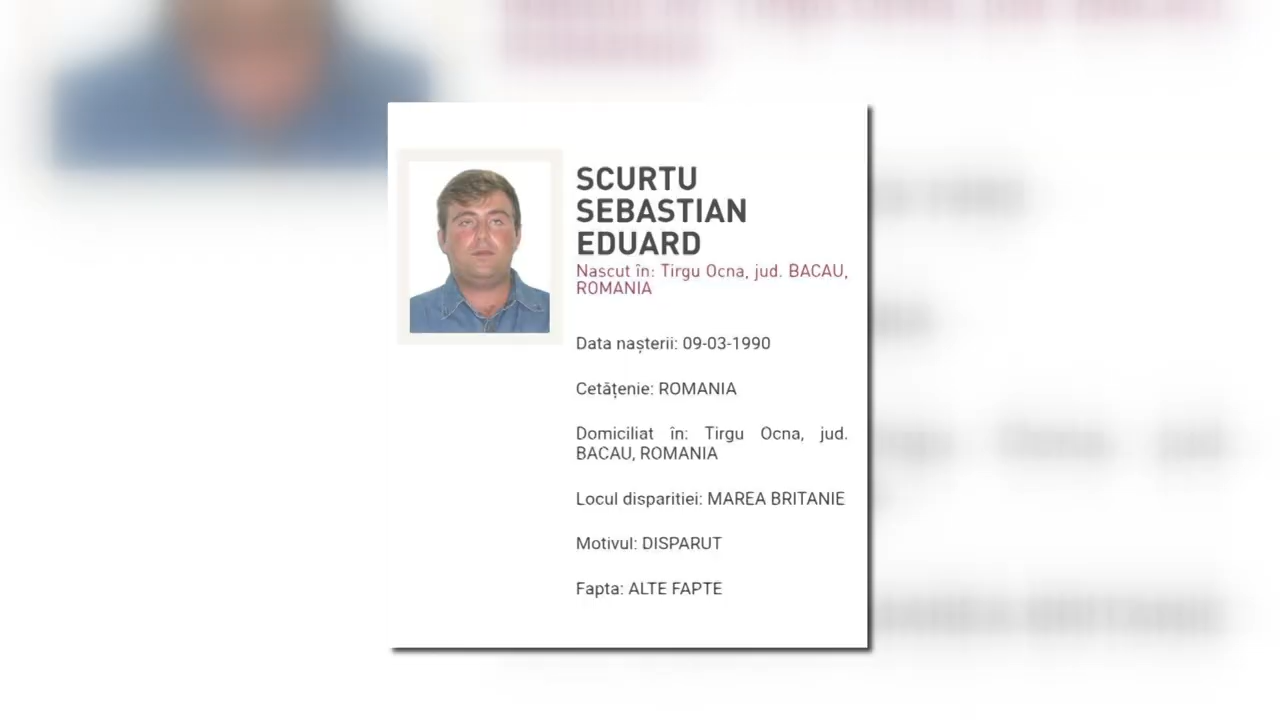 SCURTU
SEBASTIAN
EDUARD
Nascut în: Tirgu Ocna, jud. BACAU,
ROMANIA
Data nașterii: 09-03-1990
Cetățenie: ROMANIA
Domiciliat în: Tirgu Ocna, jud.
BACAU, ROMANIA
Locul disparitiei: MAREA BRITANIE
Motivul: DISPARUT
Fapta: ALTE FAPTE